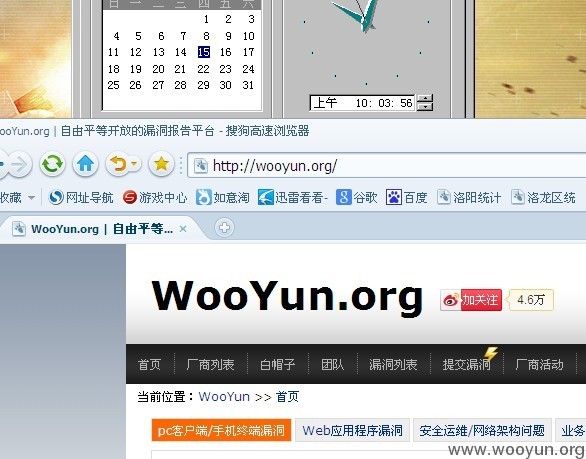 日 一 二 三 四 五 六
1 2 3
4 5 6 7 8 9 10
11 12 13 14 15 16 17
18 19 20 21 22 23 24
25 26 27 28 29 30 31
上午 10: 03: 56
ooYun.org | 自由平等开放的漏洞报告平台 - 搜狗高速浏览器
http://wooyun.org/
收藏 网址导航 游戏中心 如意淘 迅雷看看- 谷歌 百度 洛阳统计 洛龙区统
WooYun.org | 自由平等...
WooYun.org 加关注 4.6万
首页 厂商列表 白帽子 团队 漏洞列表 提交漏洞 厂商活动
当前位置：WooYun >> 首页
pc客户端/手机终端漏洞 Web应用程序漏洞 安全运维/网络架构问题 业务
www.wooyun.org